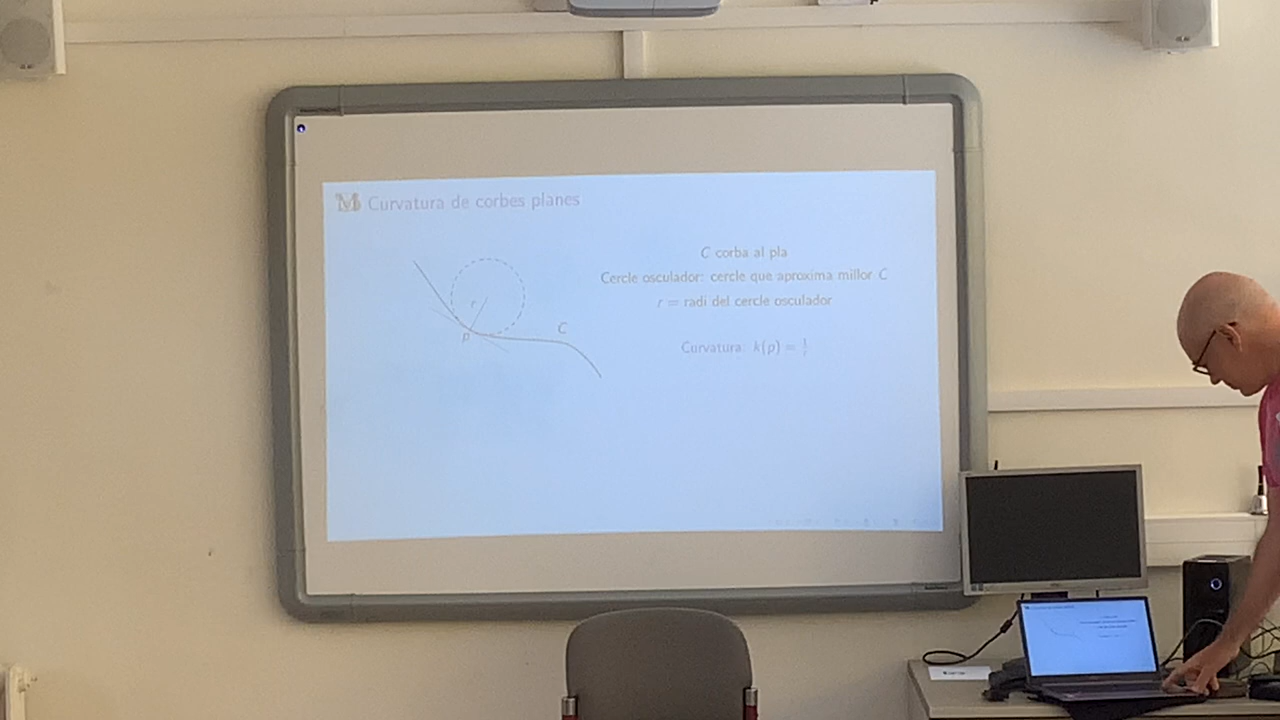 Curvatura de corbes planes
C corba al pla
Cercle osculador: cercle que aproxima millor C
r = radi del cercle osculador
r
C
p
Curvatura: k(p) = 1/r